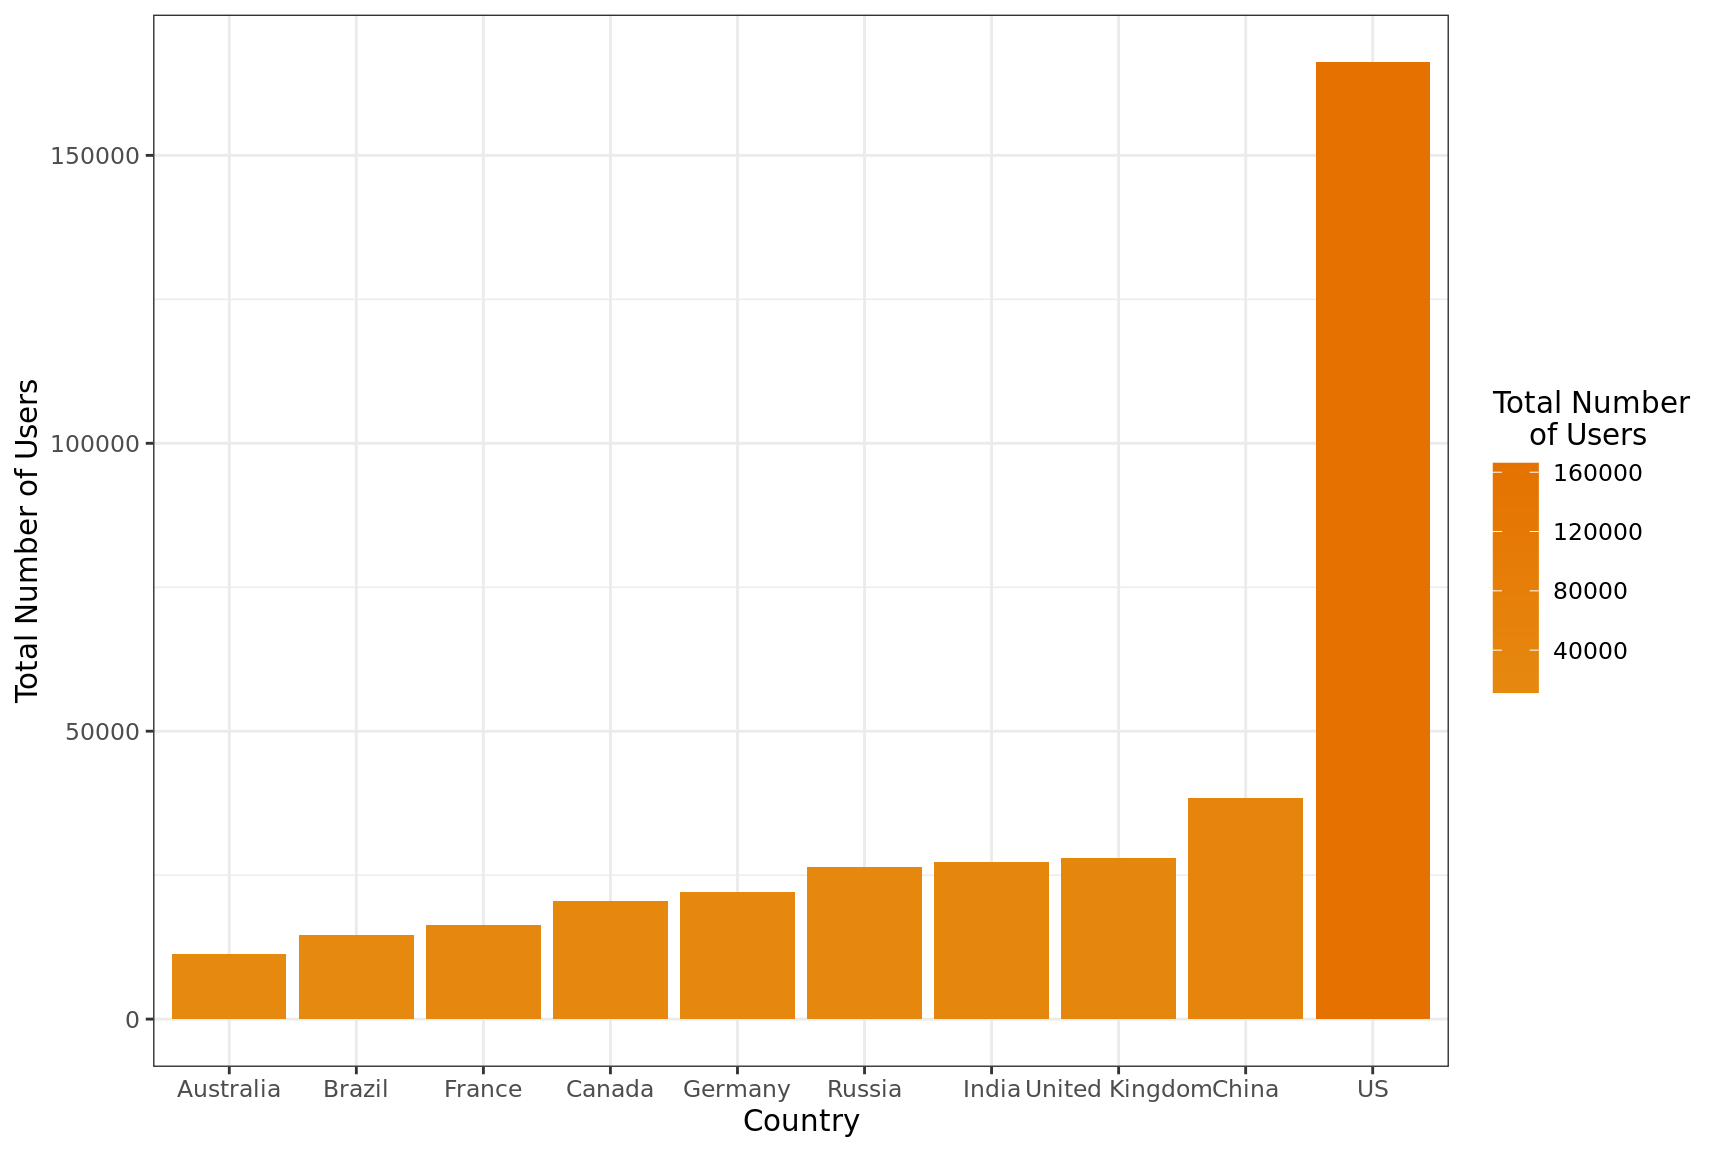 Total Number of Users
150000
100000
50000
0
Australia Brazil France Canada Germany Russia India United Kingdom China US
Country
Total Number
of Users
160000
120000
80000
40000